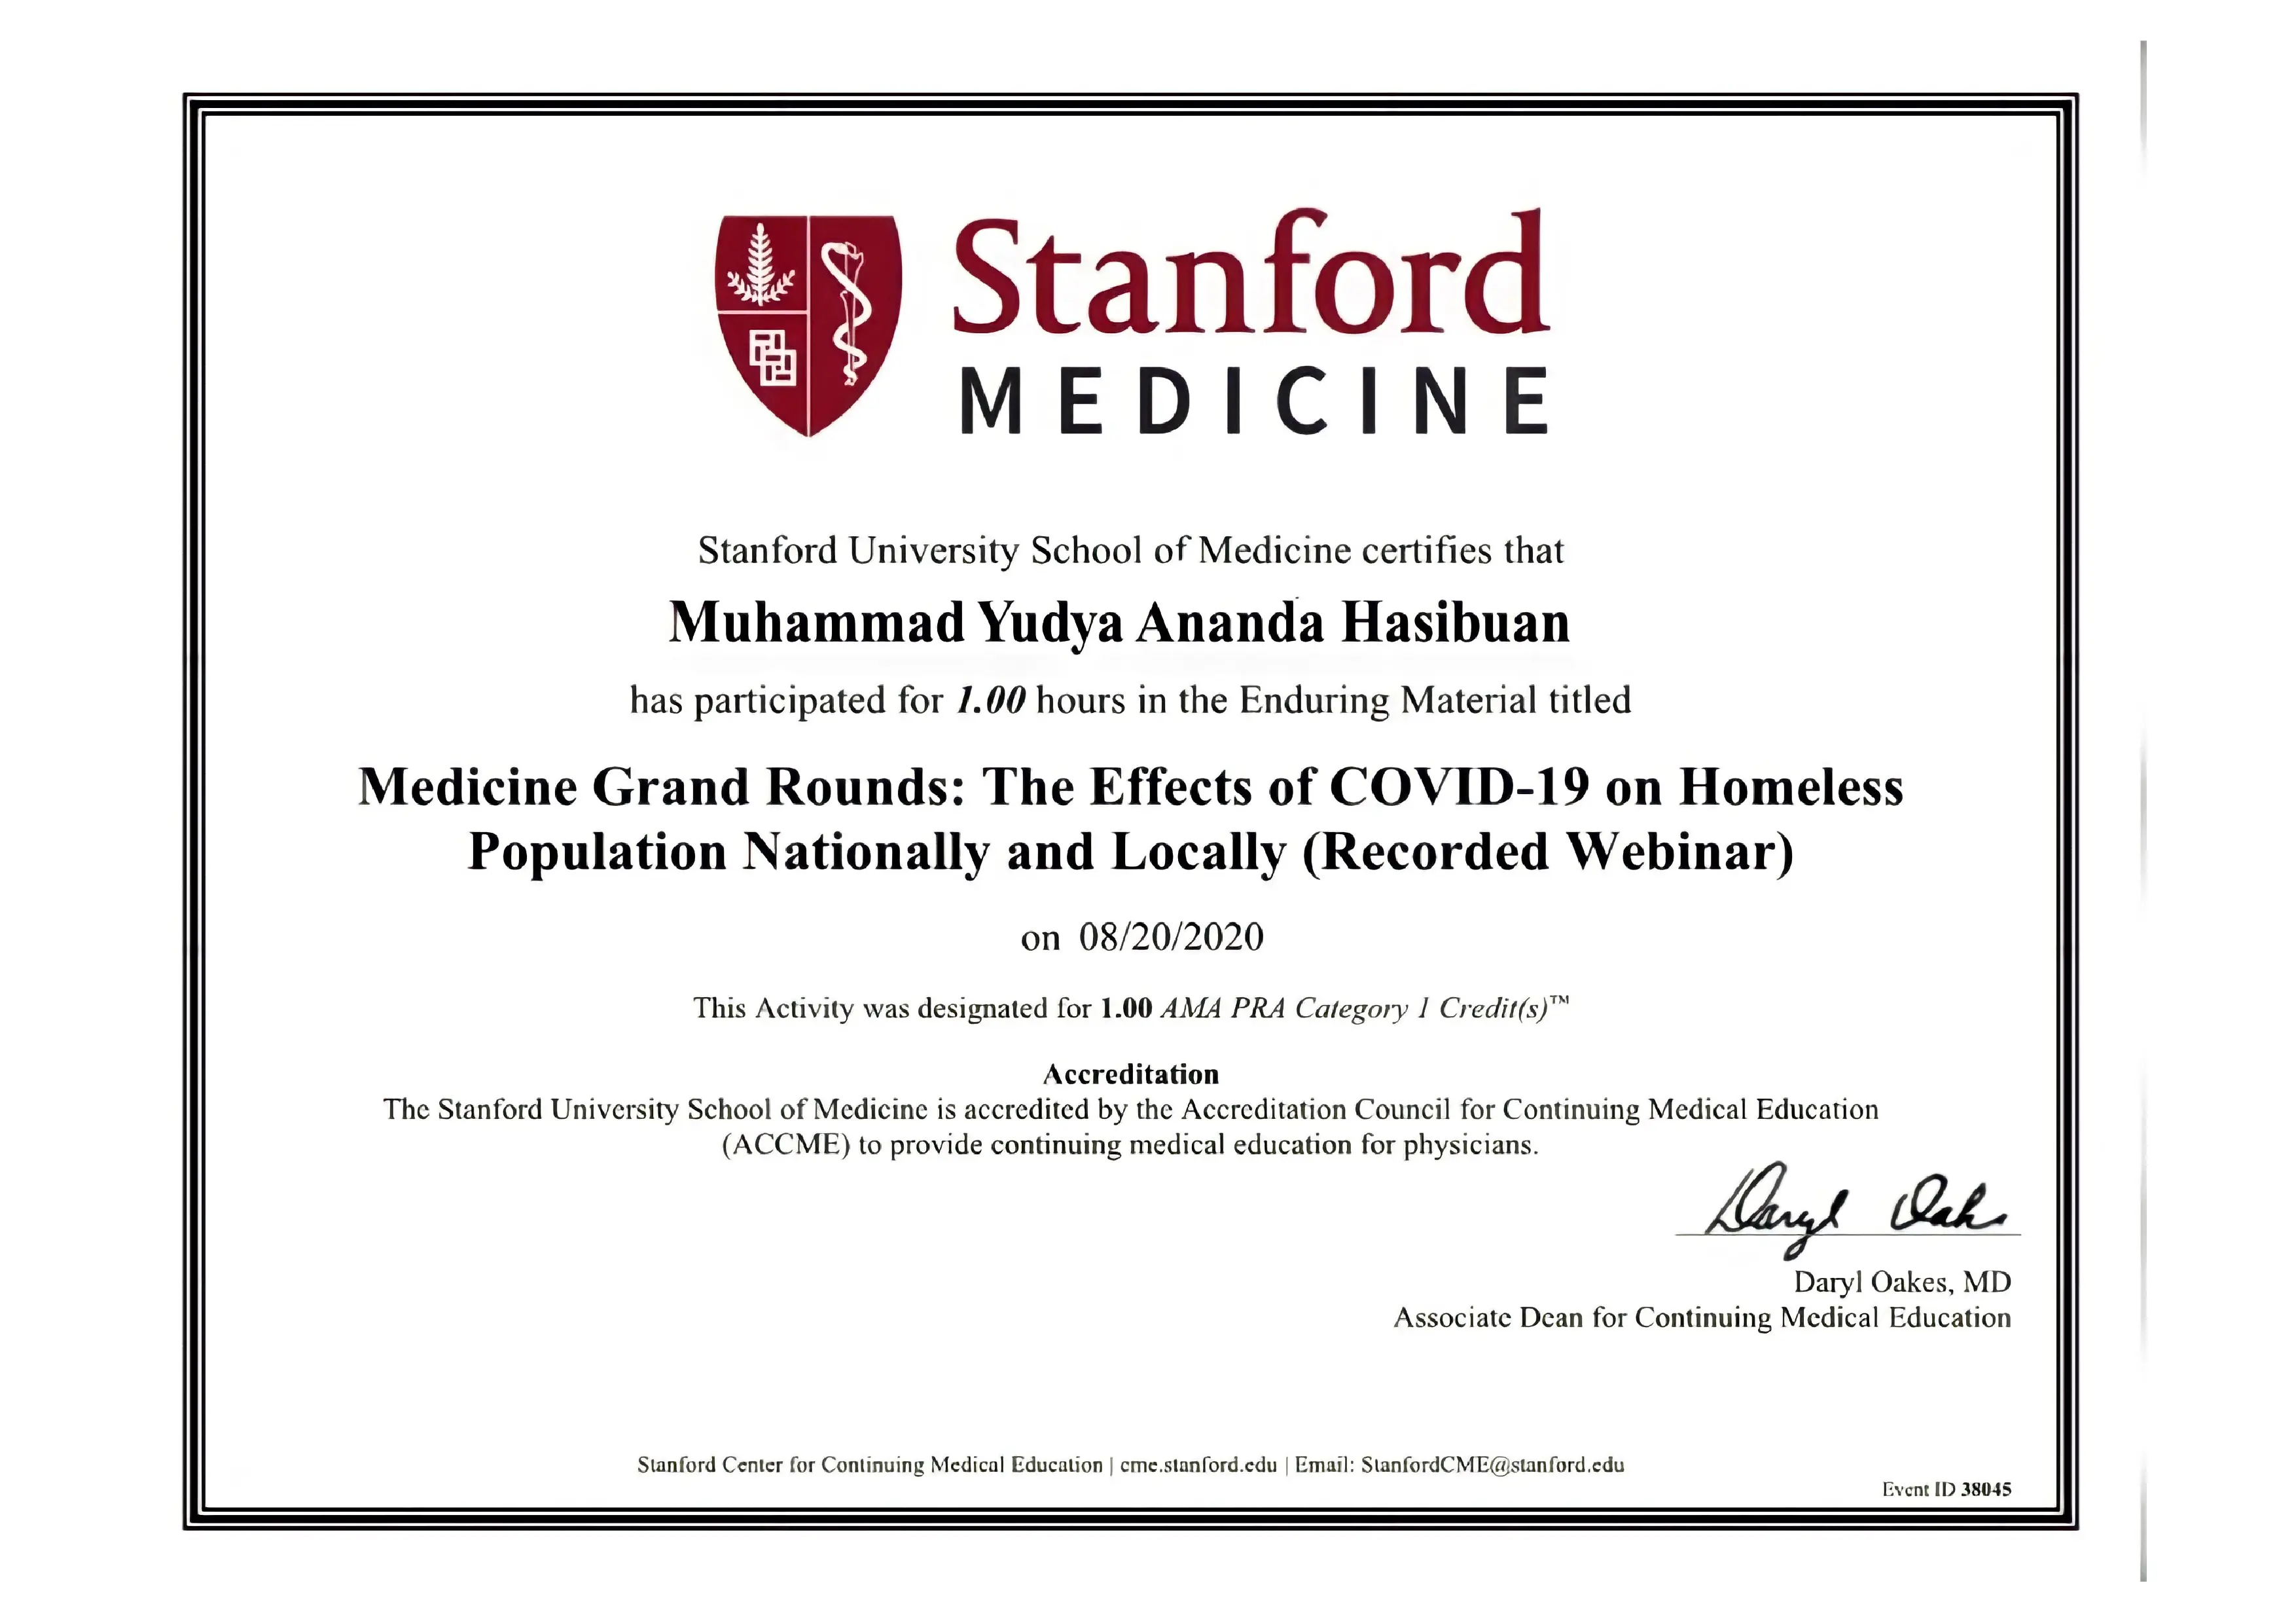 Stanford
MEDICINE
Stanford University School of Medicine certifies that
Muhammad Yudya Ananda Hasibuan
has participated for 1.00 hours in the Enduring Material titled
Medicine Grand Rounds: The Effects of COVID-19 on Homeless
Population Nationally and Locally (Recorded Webinar)
on 08/20/2020
This Activity was designated for 1.00 AMA PRA Category 1 Credit(s)™
Accreditation
The Stanford University School of Medicine is accredited by the Accreditation Council for Continuing Medical Education
(ACCME) to provide continuing medical education for physicians.
Daryl Oakes
Daryl Oakes, MD
Associate Dean for Continuing Medical Education
Stanford Center for Continuing Medical Education | cme.stanford.edu | Email: StanfordCME@stanford.edu
Event ID 38045